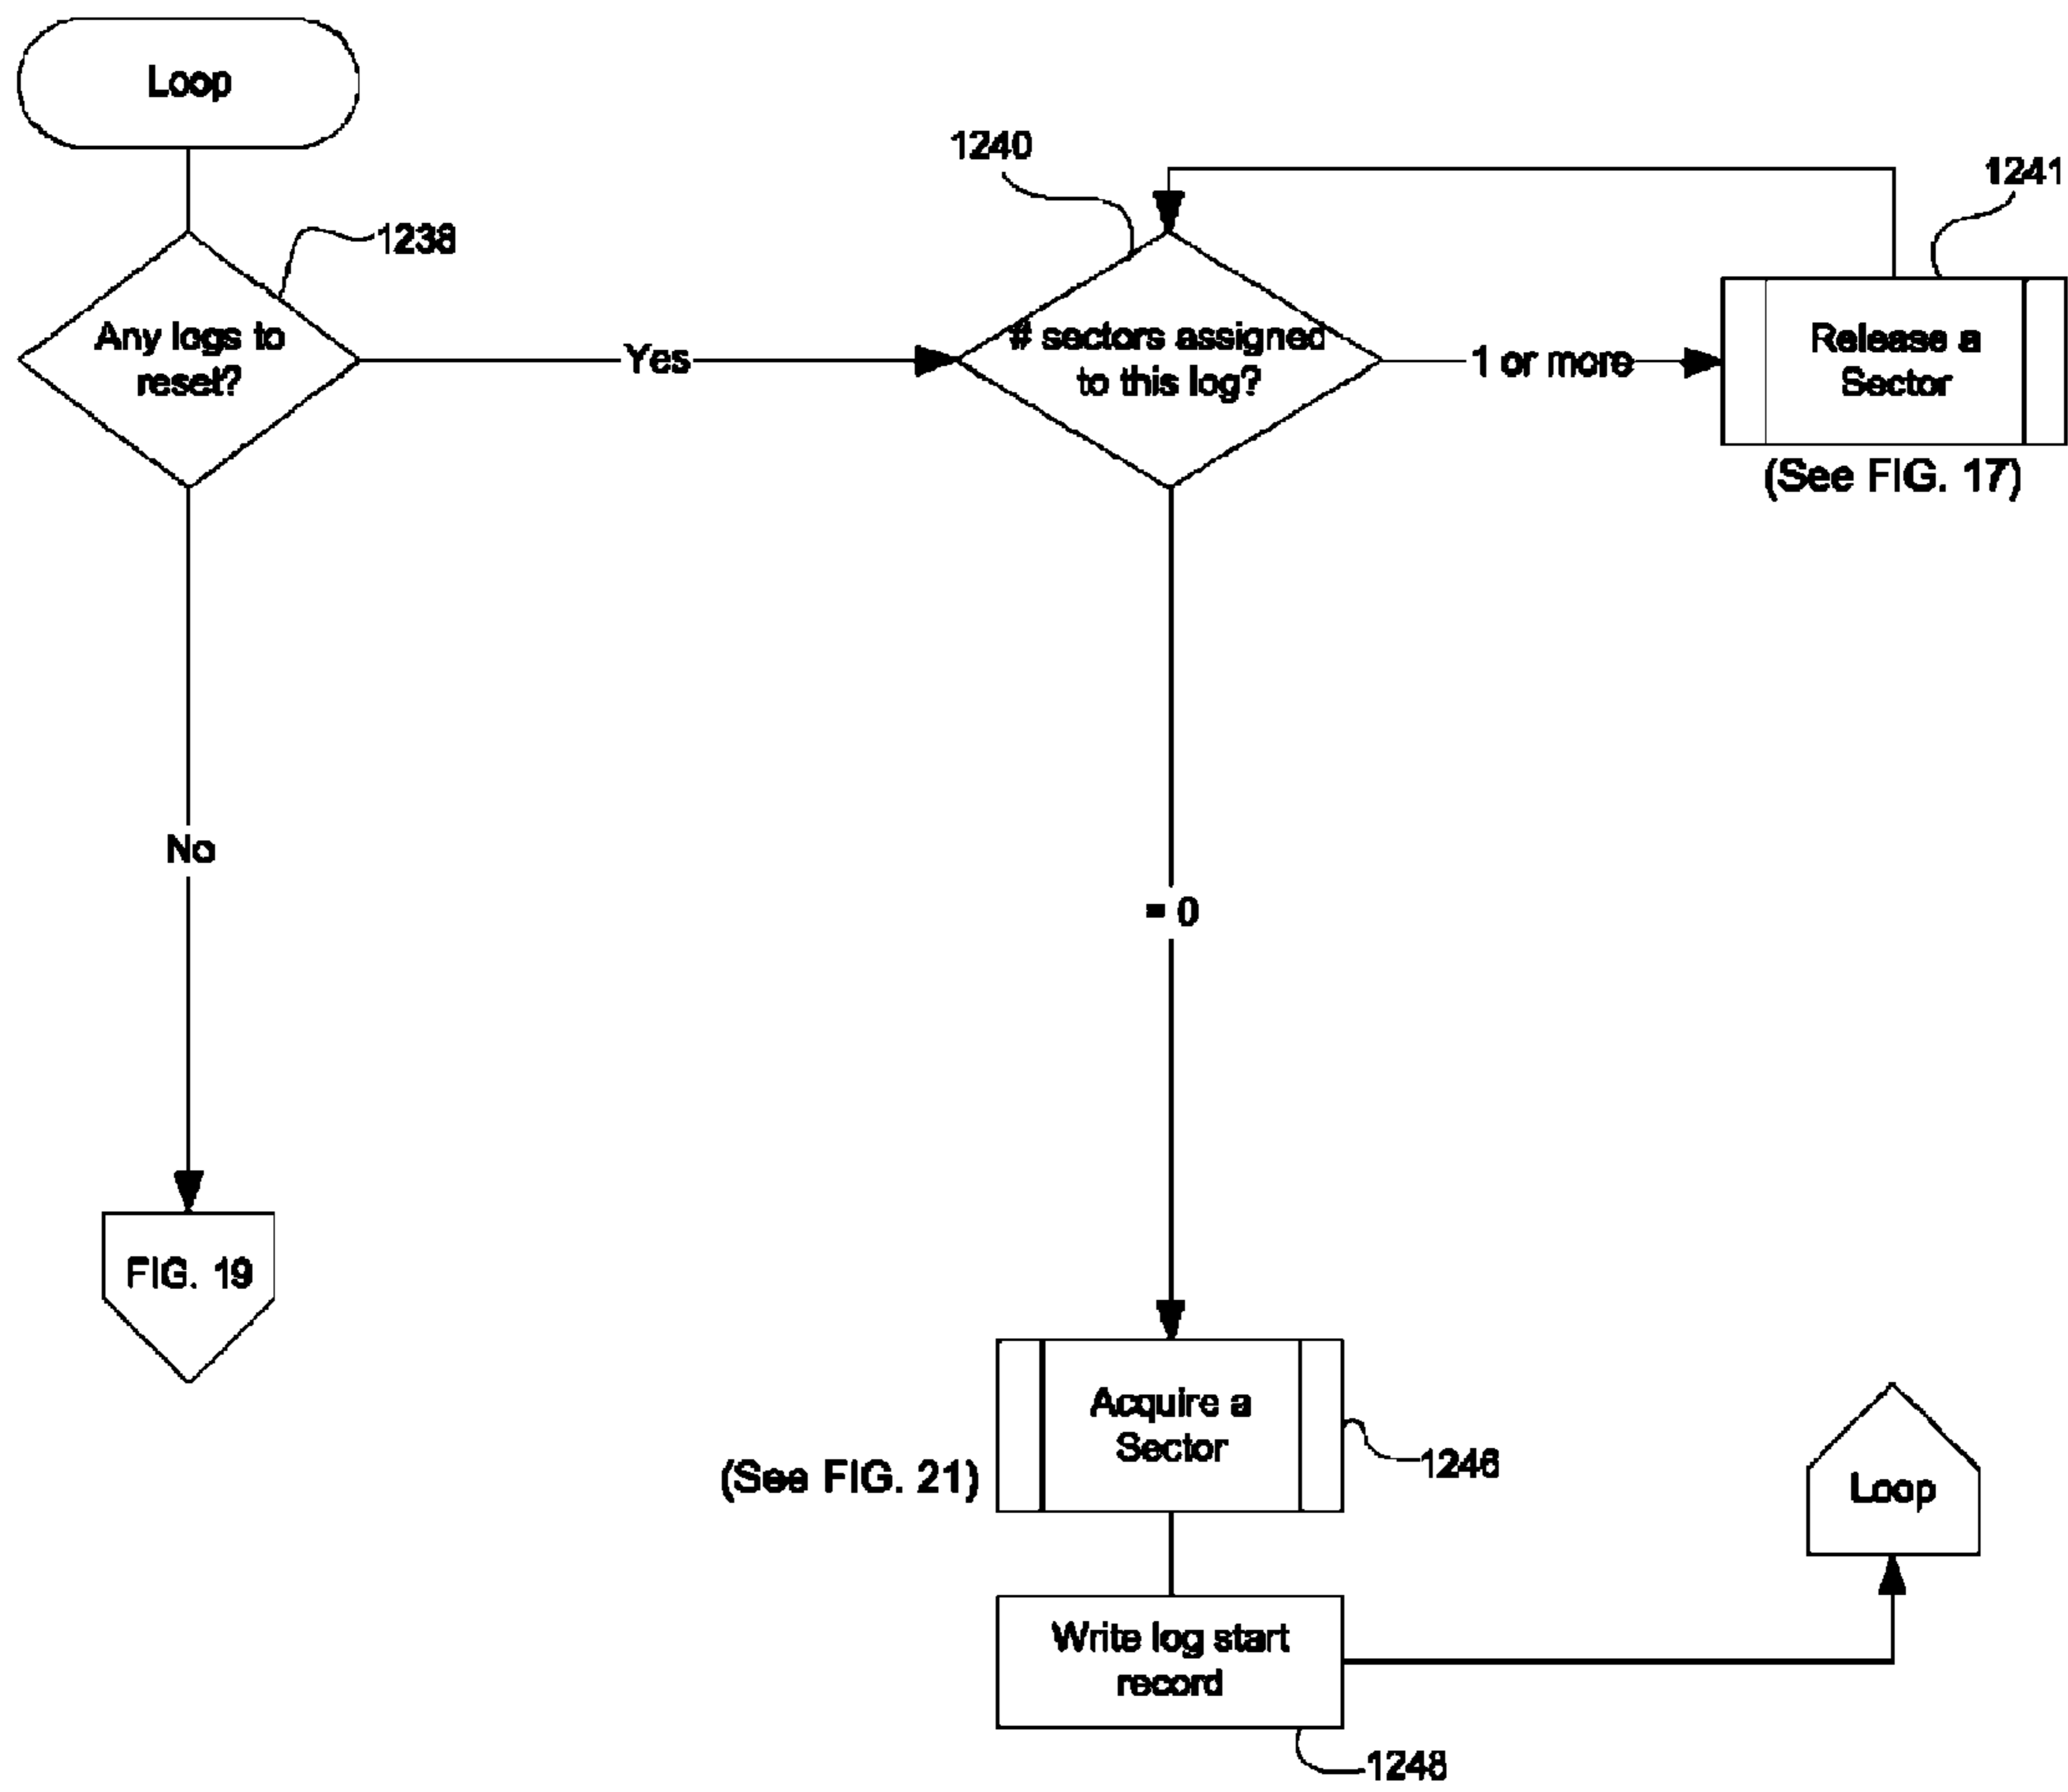 Loop
1240
1241
1238
Any logs to
reset?
Yes
# sectors assigned
to this log?
1 or more
Release a
Sector
(See FIG. 17)
No
= 0
FIG. 19
Acquire a
Sector
(See FIG. 21)
1246
Loop
Write log start
record
1248